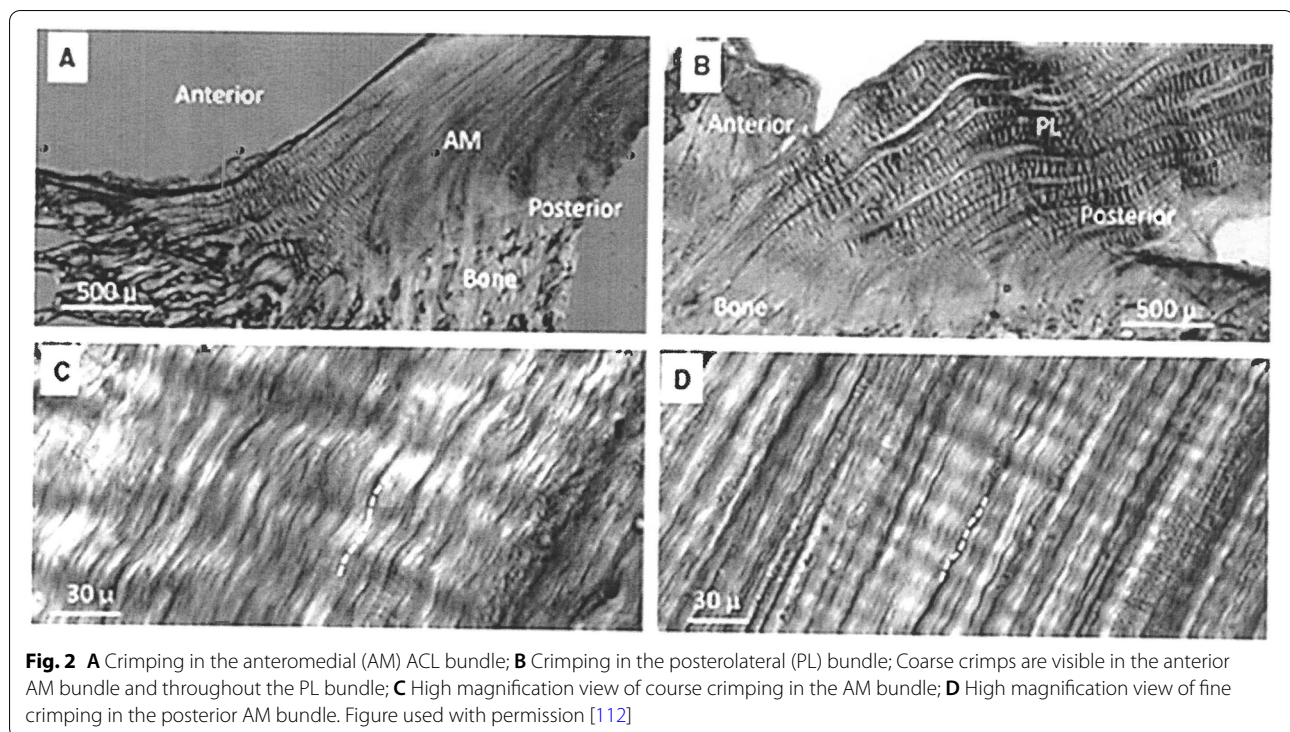 A
Anterior
AM
Posterior
Bone
500 μ
B
Anterior
PL
Posterior
Bone
500 μ
C
30 μ
D
30 μ
Fig. 2 A Crimping in the anteromedial (AM) ACL bundle; B Crimping in the posterolateral (PL) bundle; Coarse crimps are visible in the anterior
AM bundle and throughout the PL bundle; C High magnification view of course crimping in the AM bundle; D High magnification view of fine
crimping in the posterior AM bundle. Figure used with permission [112]